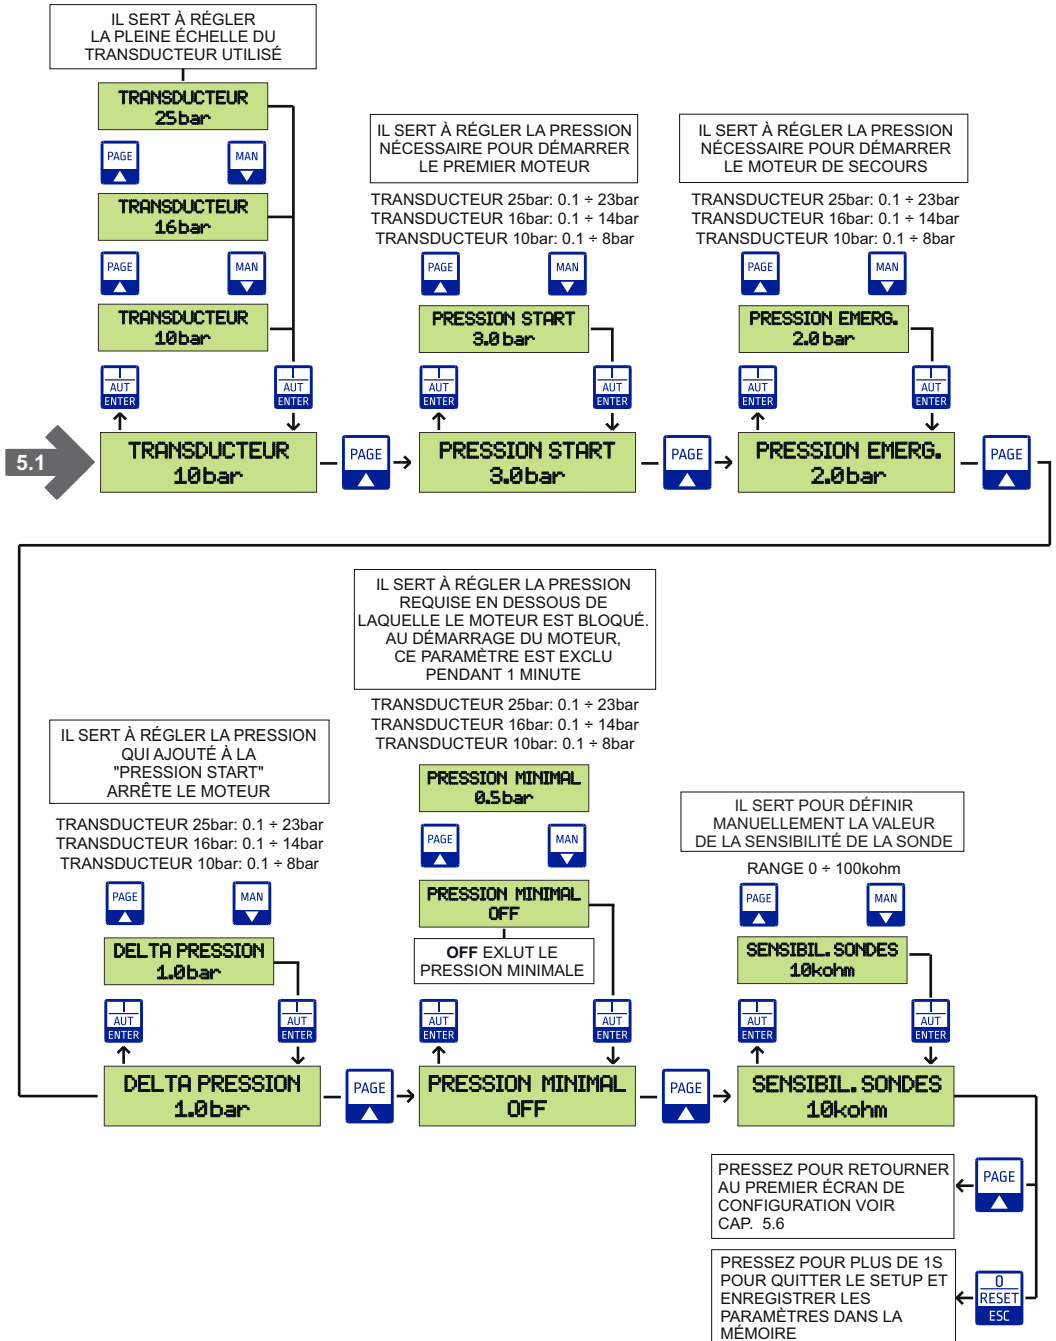 IL SERT À RÉGLER
LA PLEINE ÉCHELLE DU
TRANSDUCTEUR UTILISÉ
TRANSDUCTEUR
25bar
PAGE
MAN
TRANSDUCTEUR
16bar
PAGE
MAN
TRANSDUCTEUR
10bar
I
AUT
ENTER
I
AUT
ENTER
5.1
TRANSDUCTEUR
10bar
PAGE
IL SERT À RÉGLER LA PRESSION
NÉCESSAIRE POUR DÉMARRER
LE PREMIER MOTEUR
TRANSDUCTEUR 25bar: 0.1 ÷ 23bar
TRANSDUCTEUR 16bar: 0.1 ÷ 14bar
TRANSDUCTEUR 10bar: 0.1 ÷ 8bar
PAGE
MAN
PRESSION START
3.0 bar
I
AUT
ENTER
I
AUT
ENTER
PRESSION START
3.0bar
PAGE
IL SERT À RÉGLER LA PRESSION
NÉCESSAIRE POUR DÉMARRER
LE MOTEUR DE SECOURS
TRANSDUCTEUR 25bar: 0.1 ÷ 23bar
TRANSDUCTEUR 16bar: 0.1 ÷ 14bar
TRANSDUCTEUR 10bar: 0.1 ÷ 8bar
PAGE
MAN
PRESSION EMERG.
2.0 bar
I
AUT
ENTER
I
AUT
ENTER
PRESSION EMERG.
2.0bar
PAGE
IL SERT À RÉGLER LA PRESSION
QUI AJOUTÉ À LA
"PRESSION START"
ARRÊTE LE MOTEUR
TRANSDUCTEUR 25bar: 0.1 ÷ 23bar
TRANSDUCTEUR 16bar: 0.1 ÷ 14bar
TRANSDUCTEUR 10bar: 0.1 ÷ 8bar
PAGE
MAN
DELTA PRESSION
1.0bar
I
AUT
ENTER
I
AUT
ENTER
DELTA PRESSION
1.0bar
PAGE
IL SERT À RÉGLER LA PRESSION
REQUISE EN DESSOUS DE
LAQUELLE LE MOTEUR EST BLOQUÉ.
AU DÉMARRAGE DU MOTEUR,
CE PARAMÈTRE EST EXCLU
PENDANT 1 MINUTE
TRANSDUCTEUR 25bar: 0.1 ÷ 23bar
TRANSDUCTEUR 16bar: 0.1 ÷ 14bar
TRANSDUCTEUR 10bar: 0.1 ÷ 8bar
PRESSION MINIMAL
0.5bar
PAGE
MAN
PRESSION MINIMAL
OFF
OFF EXLUT LE
PRESSION MINIMALE
I
AUT
ENTER
I
AUT
ENTER
PRESSION MINIMAL
OFF
PAGE
IL SERT POUR DÉFINIR
MANUELLEMENT LA VALEUR
DE LA SENSIBILITÉ DE LA SONDE
RANGE 0 ÷ 100kohm
PAGE
MAN
SENSIBIL. SONDES
10kohm
I
AUT
ENTER
I
AUT
ENTER
SENSIBIL. SONDES
10kohm
PRESSEZ POUR RETOURNER
AU PREMIER ÉCRAN DE
CONFIGURATION VOIR
CAP. 5.6
PAGE
PRESSEZ POUR PLUS DE 1S
POUR QUITTER LE SETUP ET
ENREGISTRER LES
PARAMÈTRES DANS LA
MÉMOIRE
0
RESET
ESC